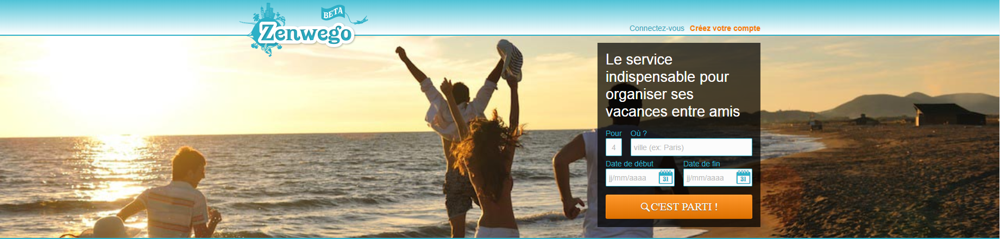 BETA
Zenwego
Connectez-vous Créez votre compte
Le service
indispensable pour
organiser ses
vacances entre amis
Pour Où ?
4 ville (ex: Paris)
Date de début Date de fin
jj/mm/aaaa 31 jj/mm/aaaa 31
C'EST PARTI !